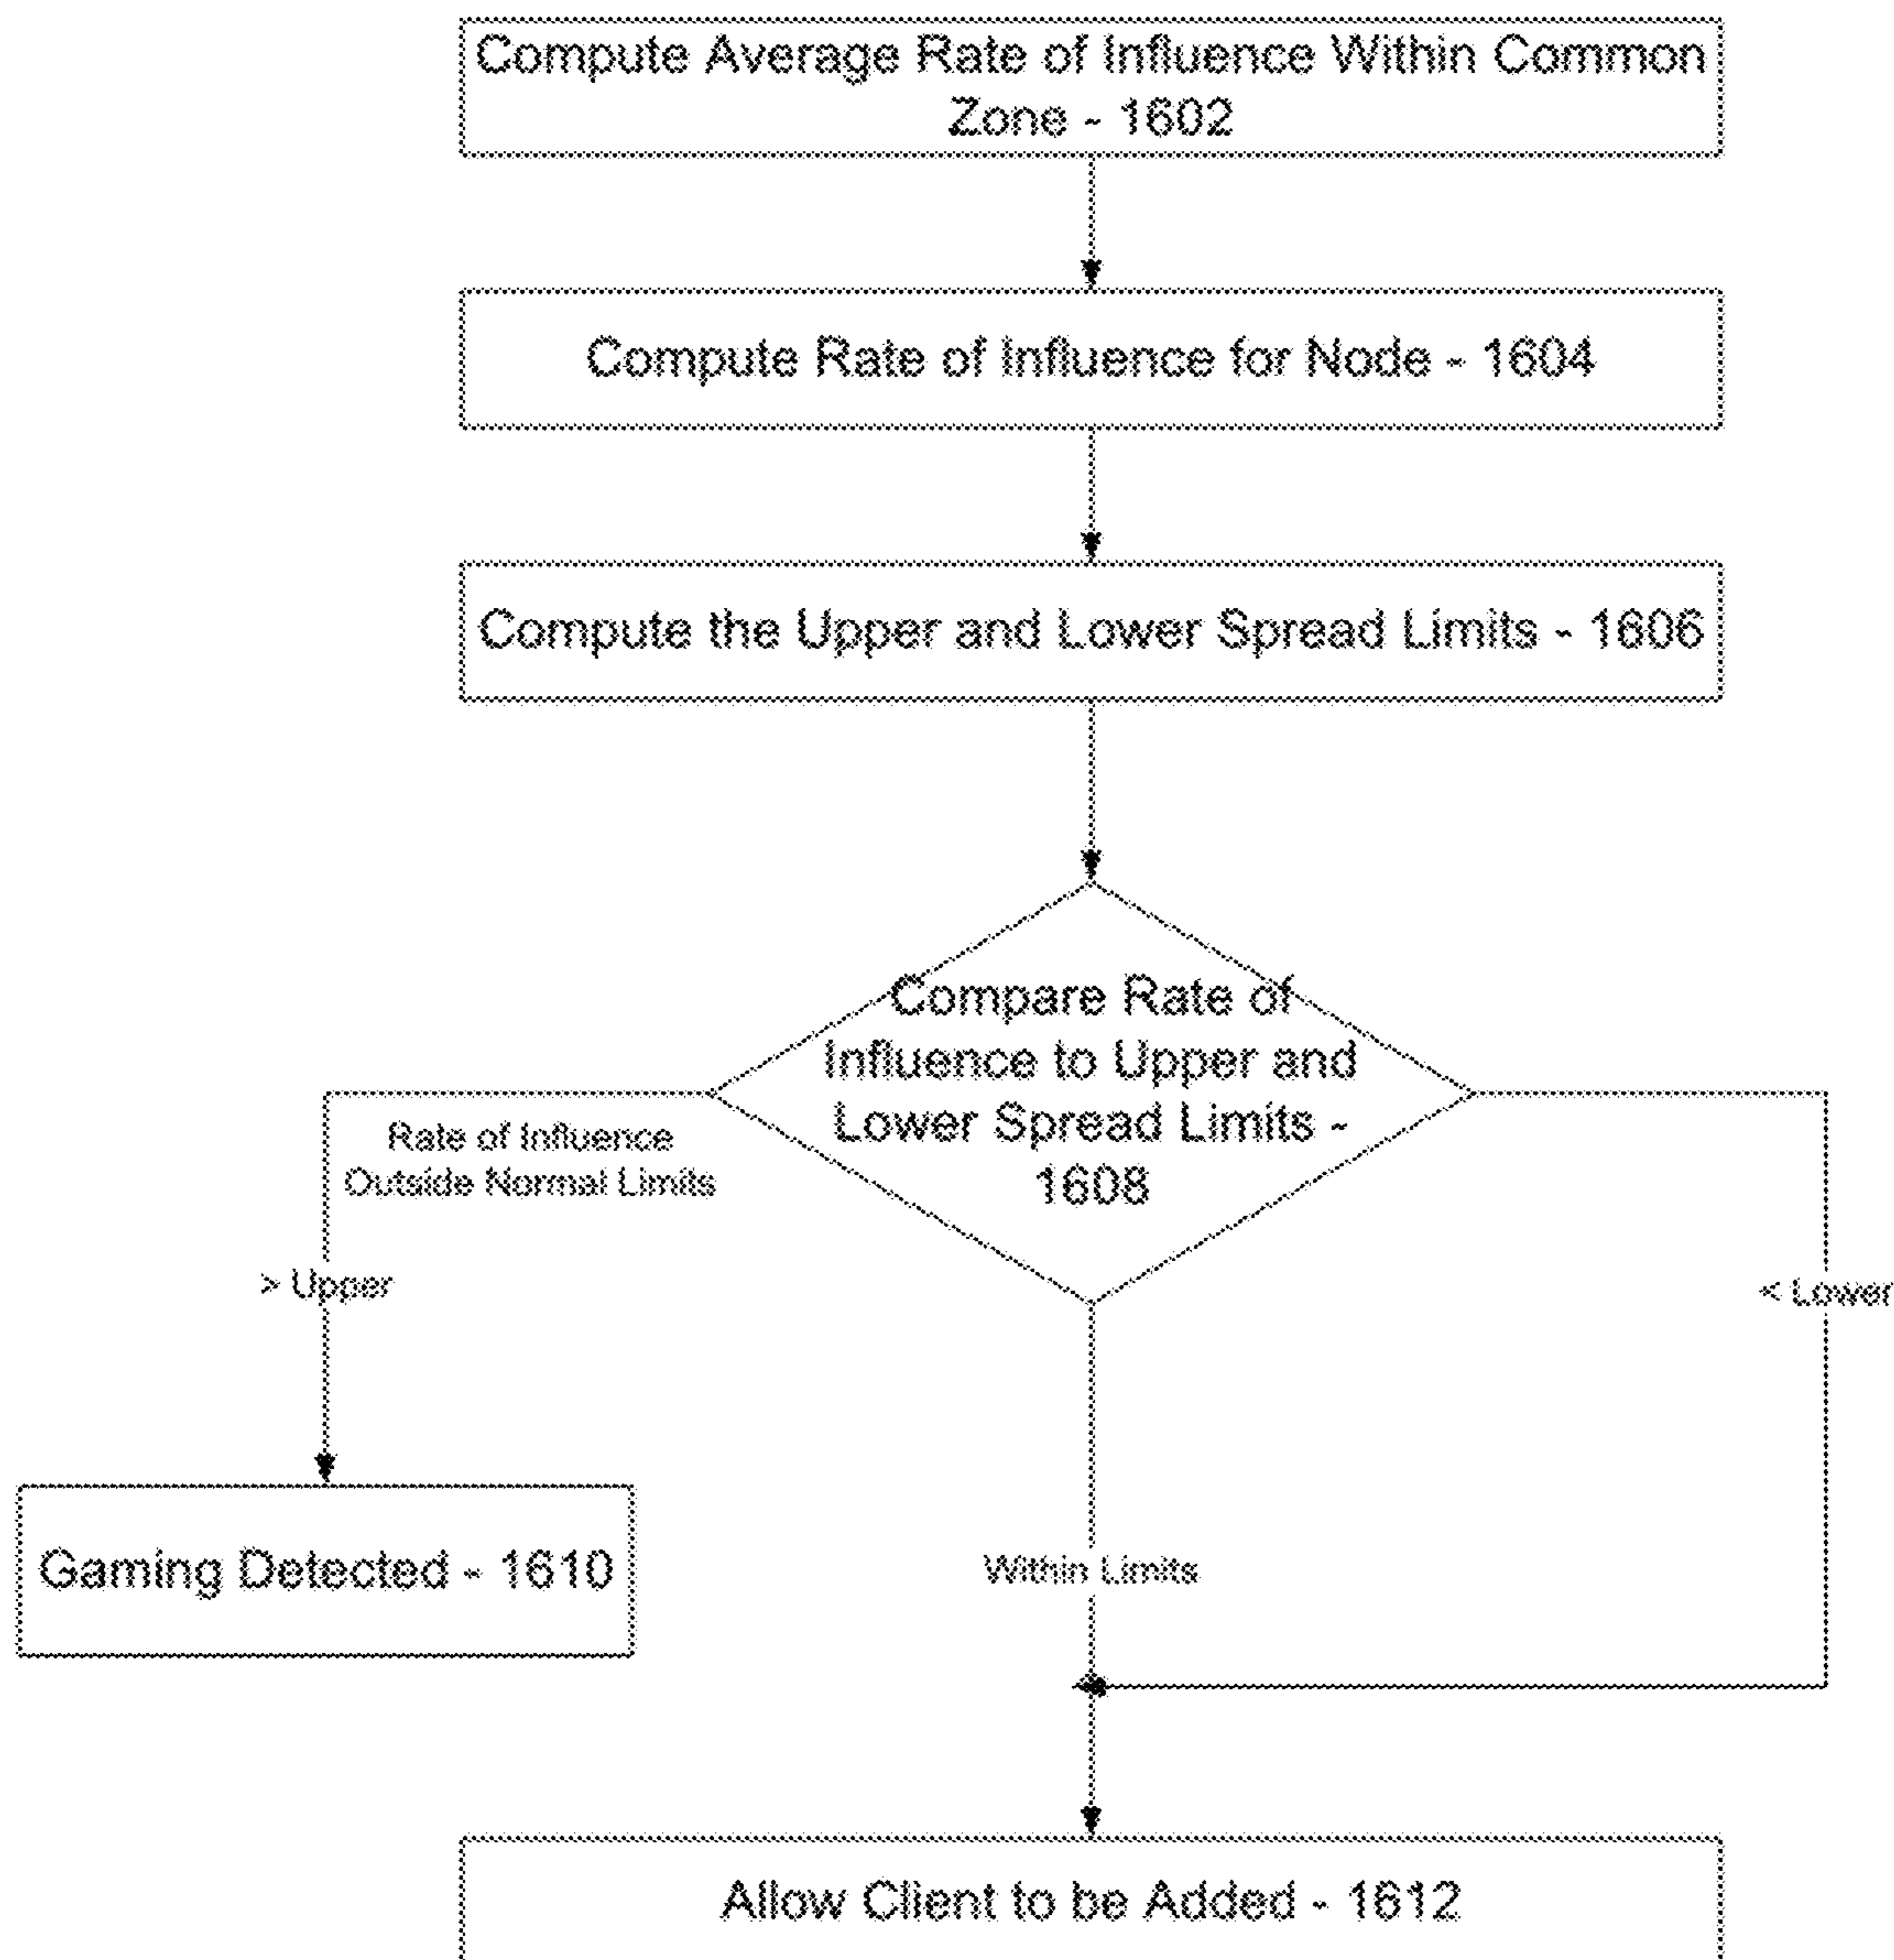 Compute Average Rate of Influence Within Common
Zone - 1602
Compute Rate of Influence for Node - 1604
Compute the Upper and Lower Spread Limits - 1606
Compare Rate of
Influence to Upper and
Lower Spread Limits -
1608
Rate of Influence
Outside Normal Limits
> Upper
< Lower
Gaming Detected - 1610
Within Limits
Allow Client to be Added - 1612